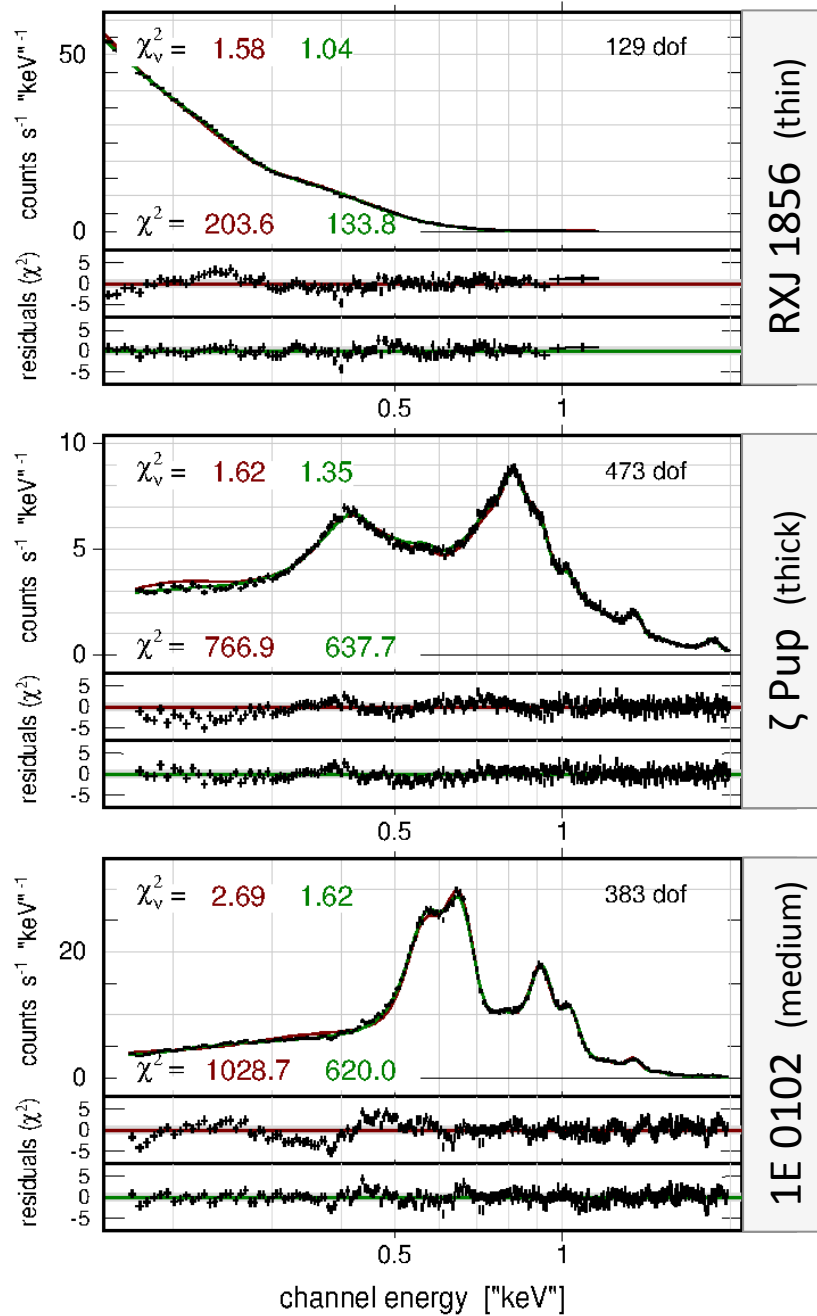 χ²ᵥ = 1.58 1.04 129 dof
50
0
counts s⁻¹ "keV"⁻¹
χ² = 203.6 133.8
5
0
-5
5
0
-5
residuals (χ²)
0.5 1
RXJ 1856 (thin)
10
5
0
counts s⁻¹ "keV"⁻¹
χ²ᵥ = 1.62 1.35 473 dof
χ² = 766.9 637.7
5
0
-5
5
0
-5
residuals (χ²)
0.5 1
ζ Pup (thick)
20
0
counts s⁻¹ "keV"⁻¹
χ²ᵥ = 2.69 1.62 383 dof
χ² = 1028.7 620.0
5
0
-5
5
0
-5
residuals (χ²)
0.5 1
1E 0102 (medium)
channel energy ["keV"]